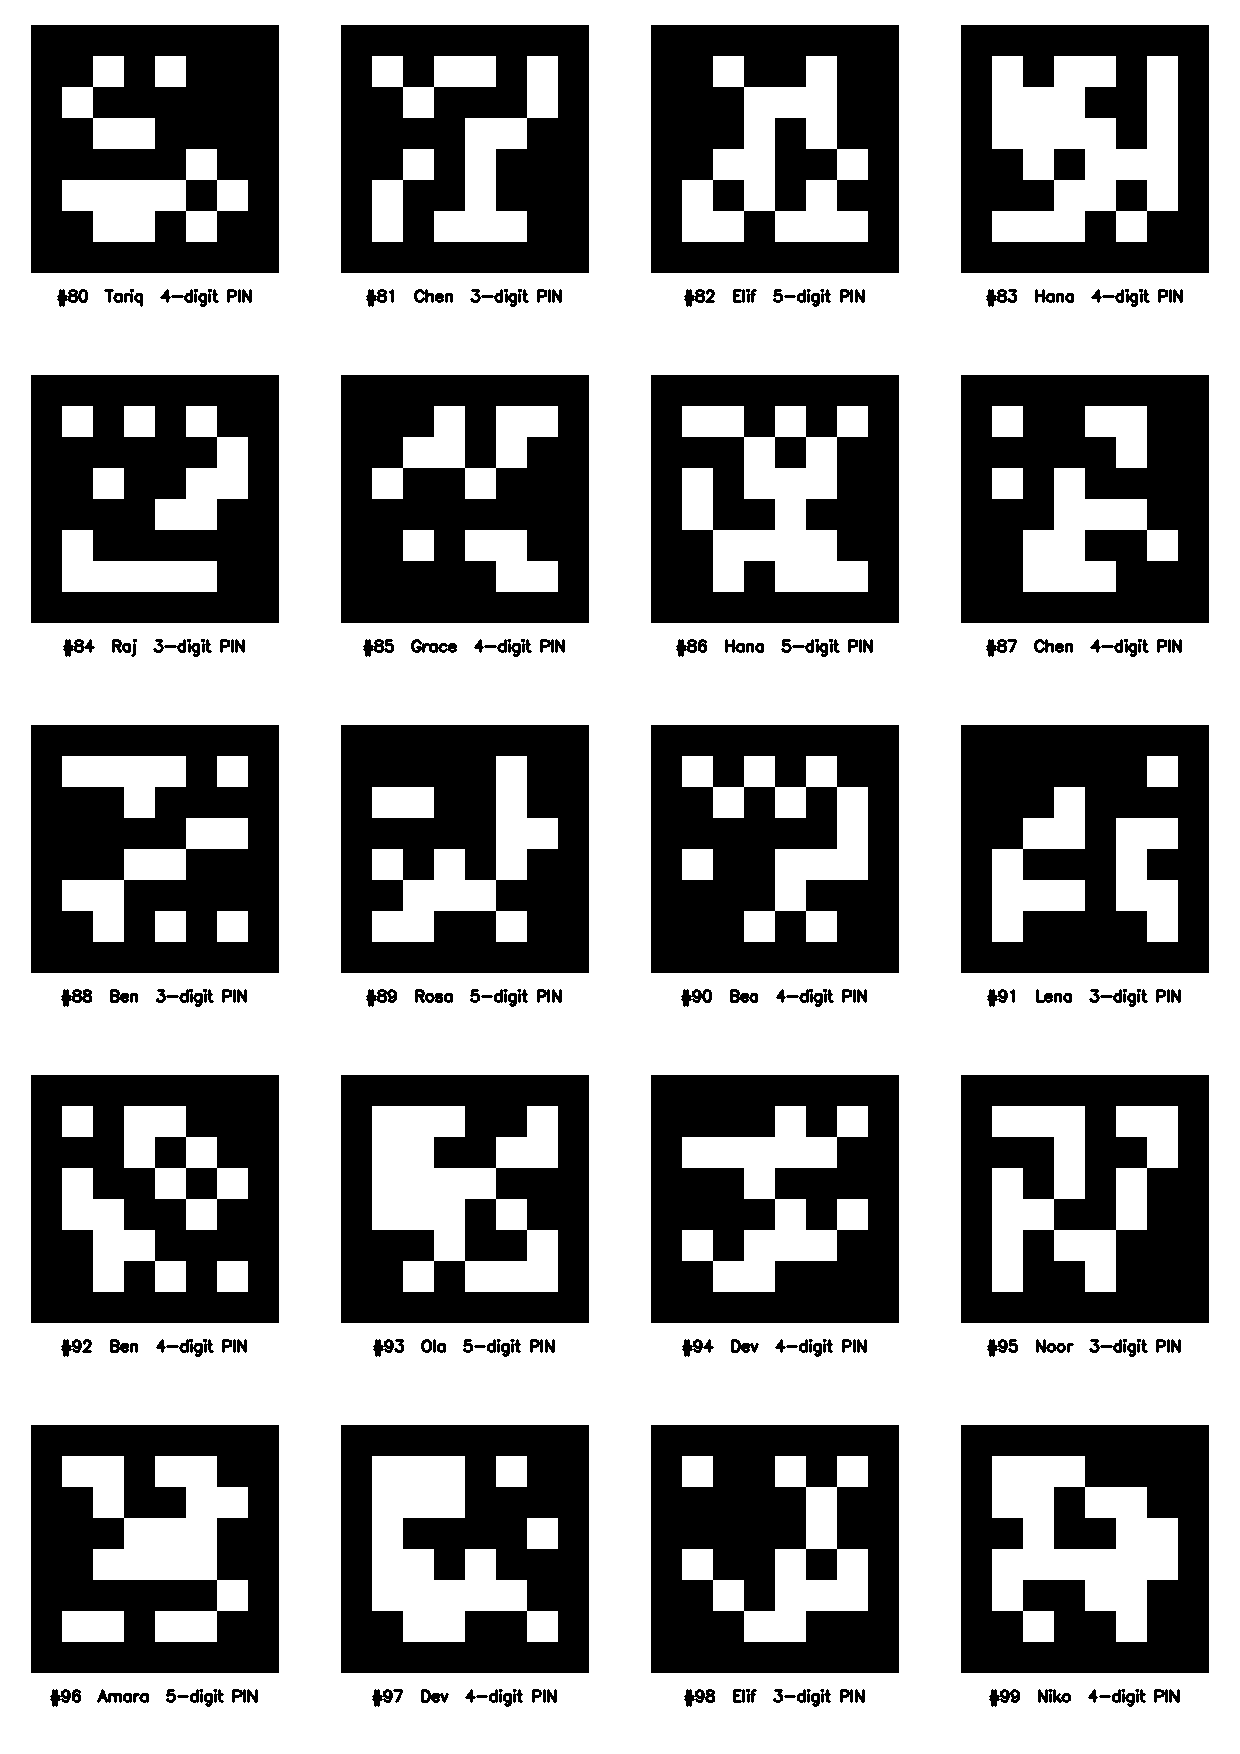 #80 Tariq 4-digit PIN
#81 Chen 3-digit PIN
#82 Elif 5-digit PIN
#83 Hana 4-digit PIN
#84 Raj 3-digit PIN
#85 Grace 4-digit PIN
#86 Hana 5-digit PIN
#87 Chen 4-digit PIN
#88 Ben 3-digit PIN
#89 Rosa 5-digit PIN
#90 Bea 4-digit PIN
#91 Lena 3-digit PIN
#92 Ben 4-digit PIN
#93 Ola 5-digit PIN
#94 Dev 4-digit PIN
#95 Noor 3-digit PIN
#96 Amara 5-digit PIN
#97 Dev 4-digit PIN
#98 Elif 3-digit PIN
#99 Niko 4-digit PIN